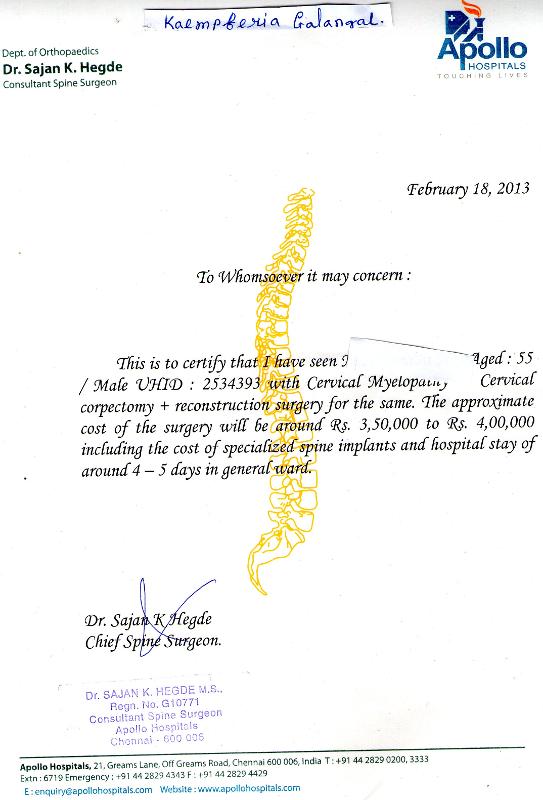 Kaempferia Galangal.
Dept. of Orthopaedics
Dr. Sajan K. Hegde
Consultant Spine Surgeon
Apollo
HOSPITALS
TOUCHING LIVES
February 18, 2013
To Whomsoever it may concern :
This is to certify that I have seen Aged : 55
/ Male UHID : 2534393 with Cervical Myelopathy Cervical
corpectomy + reconstruction surgery for the same. The approximate
cost of the surgery will be around Rs. 3,50,000 to Rs. 4,00,000
including the cost of specialized spine implants and hospital stay of
around 4 – 5 days in general ward.
Dr. Sajan K Hegde
Chief Spine Surgeon.
Dr. SAJAN K. HEGDE M.S.,
Regn. No. G10771
Consultant Spine Surgeon
Apollo Hospitals
Chennai - 600 006
Apollo Hospitals, 21, Greams Lane, Off Greams Road, Chennai 600 006, India T : +91 44 2829 0200, 3333
Extn : 6719 Emergency : +91 44 2829 4343 F : +91 44 2829 4429
E : enquiry@apollohospitals.com Website : www.apollohospitals.com